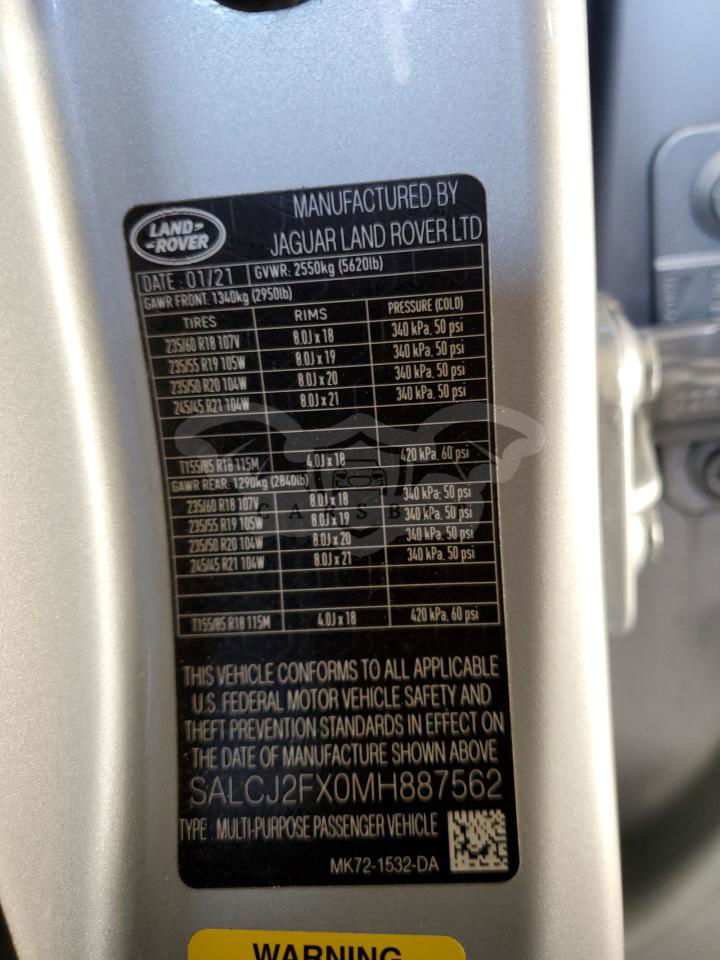 LAND-
-ROVER
MANUFACTURED BY
JAGUAR LAND ROVER LTD
DATE : 01/21 GVWR: 2550kg (5620lb)
GAWR FRONT: 1340kg (2950lb)
TIRES RIMS PRESSURE (COLD)
235/60 R18 107V 8.0J x 18 340 kPa, 50 psi
235/55 R19 105W 8.0J x 19 340 kPa, 50 psi
235/50 R20 104W 8.0J x 20 340 kPa, 50 psi
245/45 R21 104W 8.0J x 21 340 kPa, 50 psi
T155/85 R18 115M 4.0J x 18 420 kPa, 60 psi
GAWR REAR: 1290kg (2840lb)
235/60 R18 107V 8.0J x 18 340 kPa, 50 psi
235/55 R19 105W 8.0J x 19 340 kPa, 50 psi
235/50 R20 104W 8.0J x 20 340 kPa, 50 psi
245/45 R21 104W 8.0J x 21 340 kPa, 50 psi
T155/85 R18 115M 4.0J x 18 420 kPa, 60 psi
THIS VEHICLE CONFORMS TO ALL APPLICABLE
U.S. FEDERAL MOTOR VEHICLE SAFETY AND
THEFT PREVENTION STANDARDS IN EFFECT ON
THE DATE OF MANUFACTURE SHOWN ABOVE
SALCJ2FX0MH887562
TYPE : MULTI-PURPOSE PASSENGER VEHICLE
MK72-1532-DA
WARNING